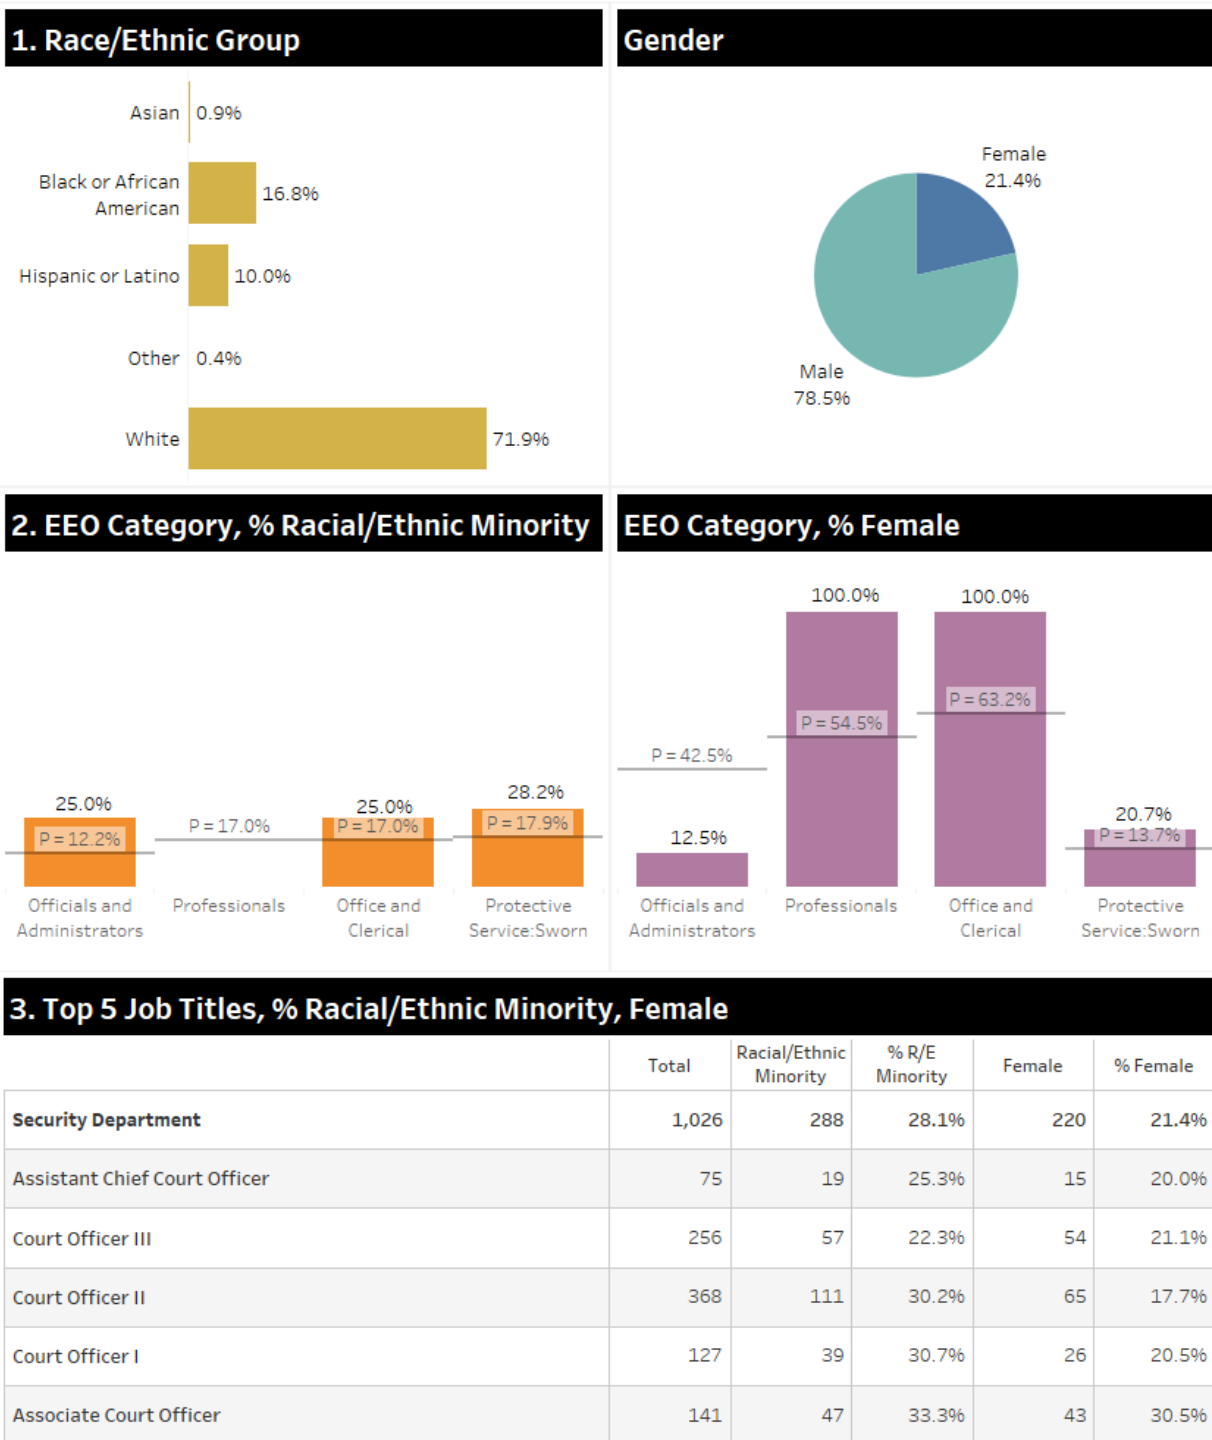 1. Race/Ethnic Group
Asian 0.9%
Black or African
American
16.8%
Hispanic or Latino 10.0%
Other 0.4%
White 71.9%
Gender
Female
21.4%
Male
78.5%
2. EEO Category, % Racial/Ethnic Minority
25.0%
P = 12.2%
P = 17.0%
25.0%
P = 17.0%
28.2%
P = 17.9%
Officials and
Administrators
Professionals
Office and
Clerical
Protective
Service:Sworn
EEO Category, % Female
12.5%
P = 42.5%
100.0%
P = 54.5%
100.0%
P = 63.2%
20.7%
P = 13.7%
Officials and
Administrators
Professionals
Office and
Clerical
Protective
Service:Sworn
3. Top 5 Job Titles, % Racial/Ethnic Minority, Female
Total
Racial/Ethnic
Minority
% R/E
Minority
Female
% Female
Security Department 1,026 288 28.1% 220 21.4%
Assistant Chief Court Officer 75 19 25.3% 15 20.0%
Court Officer III 256 57 22.3% 54 21.1%
Court Officer II 368 111 30.2% 65 17.7%
Court Officer I 127 39 30.7% 26 20.5%
Associate Court Officer 141 47 33.3% 43 30.5%